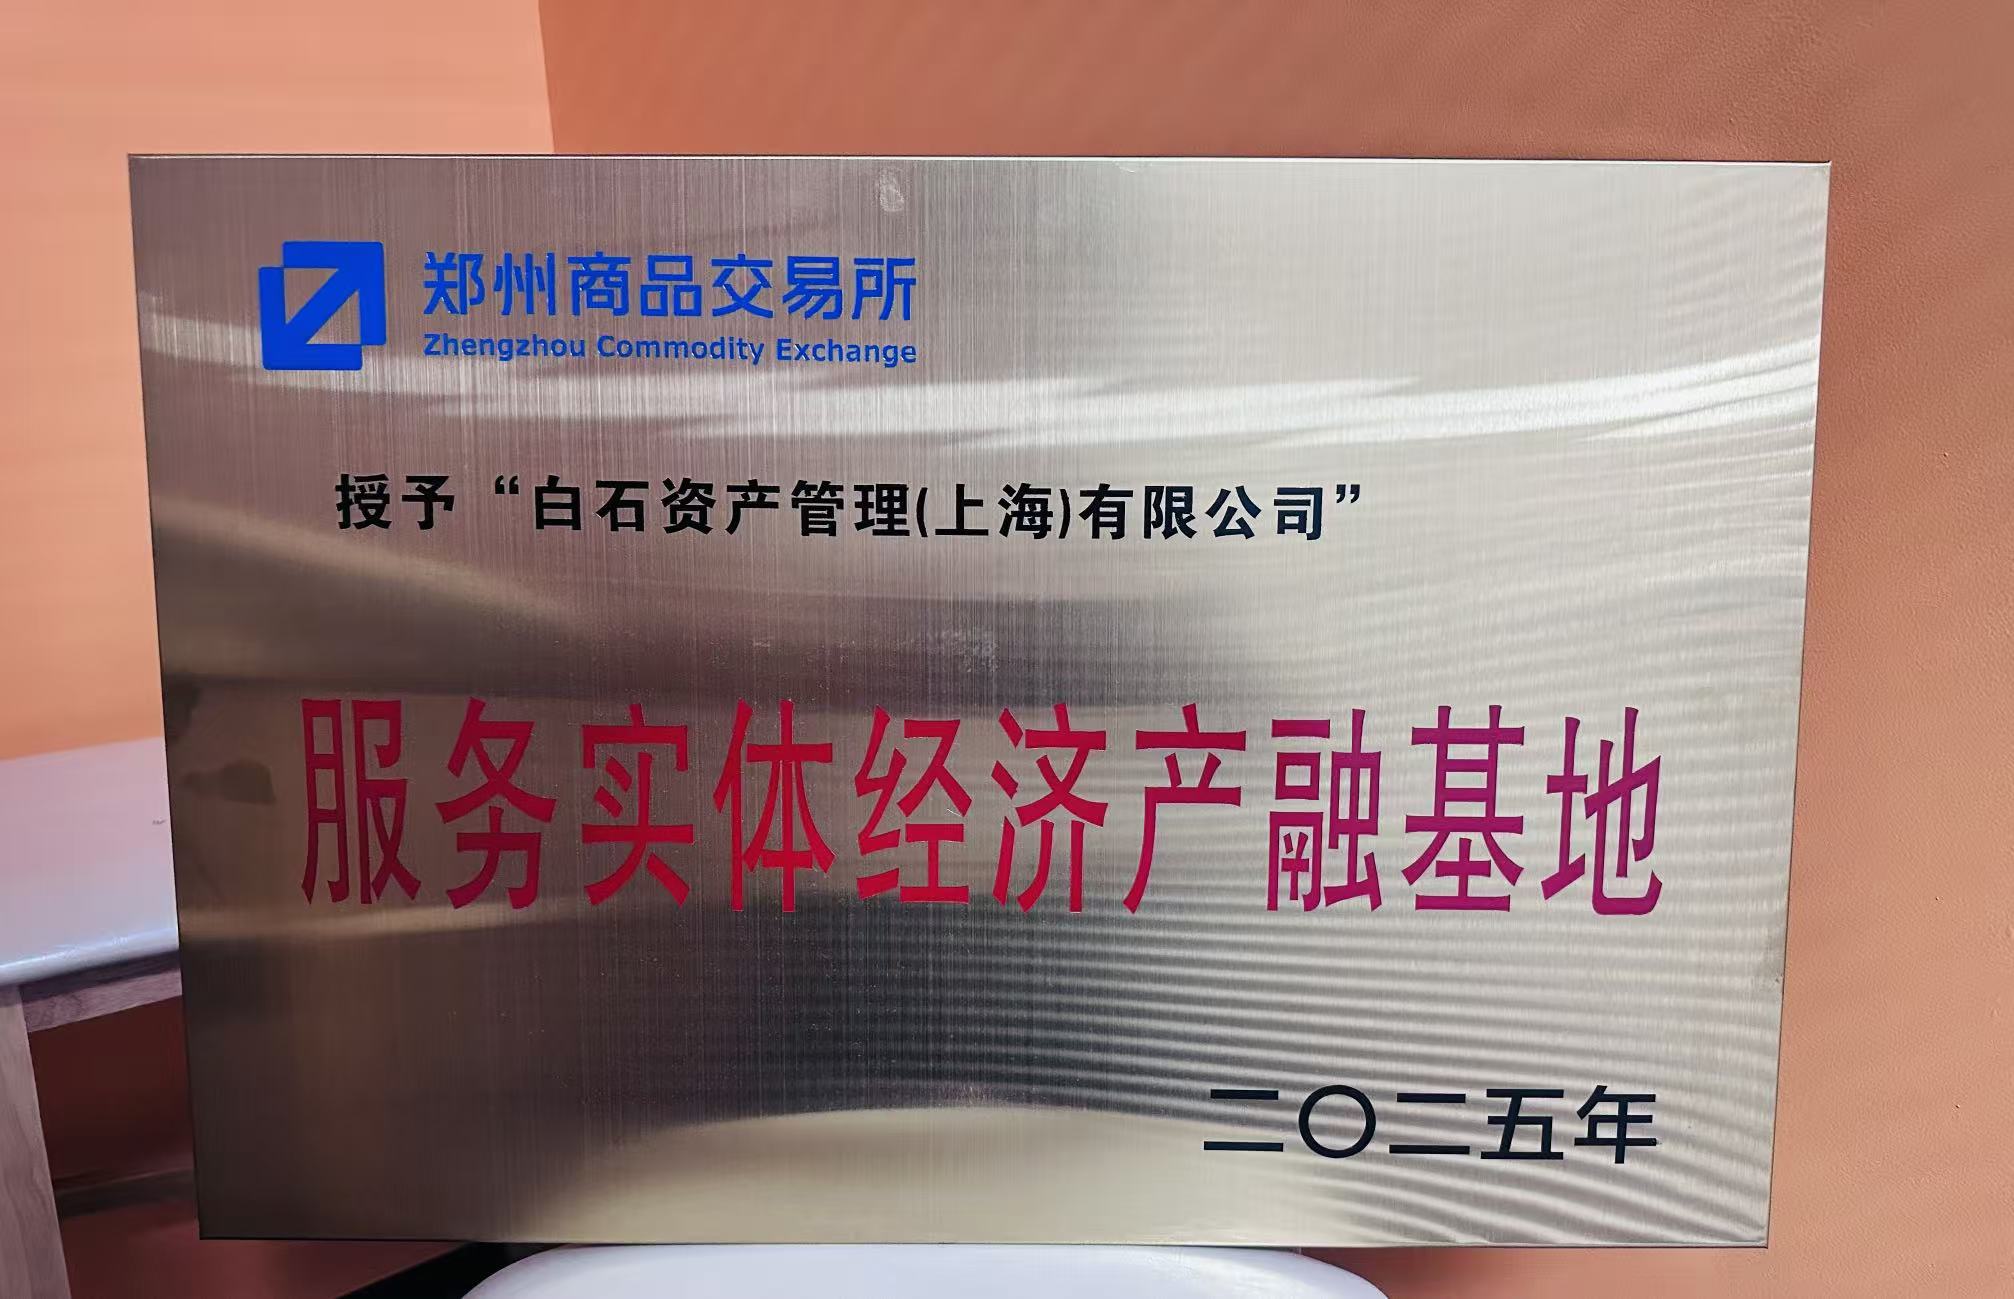 郑州商品交易所
Zhengzhou Commodity Exchange
授予“白石资产管理(上海)有限公司”
服务实体经济产融基地
二〇二五年